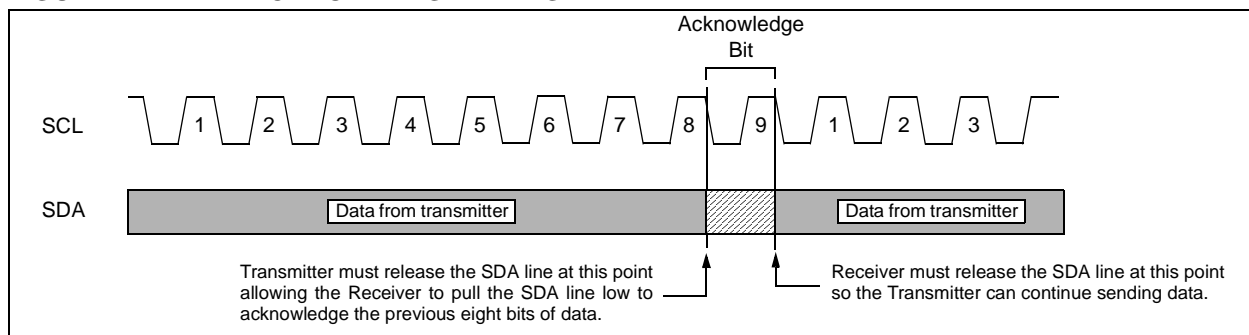 Acknowledge
Bit
SCL
1 2 3 4 5 6 7 8 9 1 2 3
SDA
Data from transmitter
Data from transmitter
Transmitter must release the SDA line at this point
allowing the Receiver to pull the SDA line low to
acknowledge the previous eight bits of data.
Receiver must release the SDA line at this point
so the Transmitter can continue sending data.